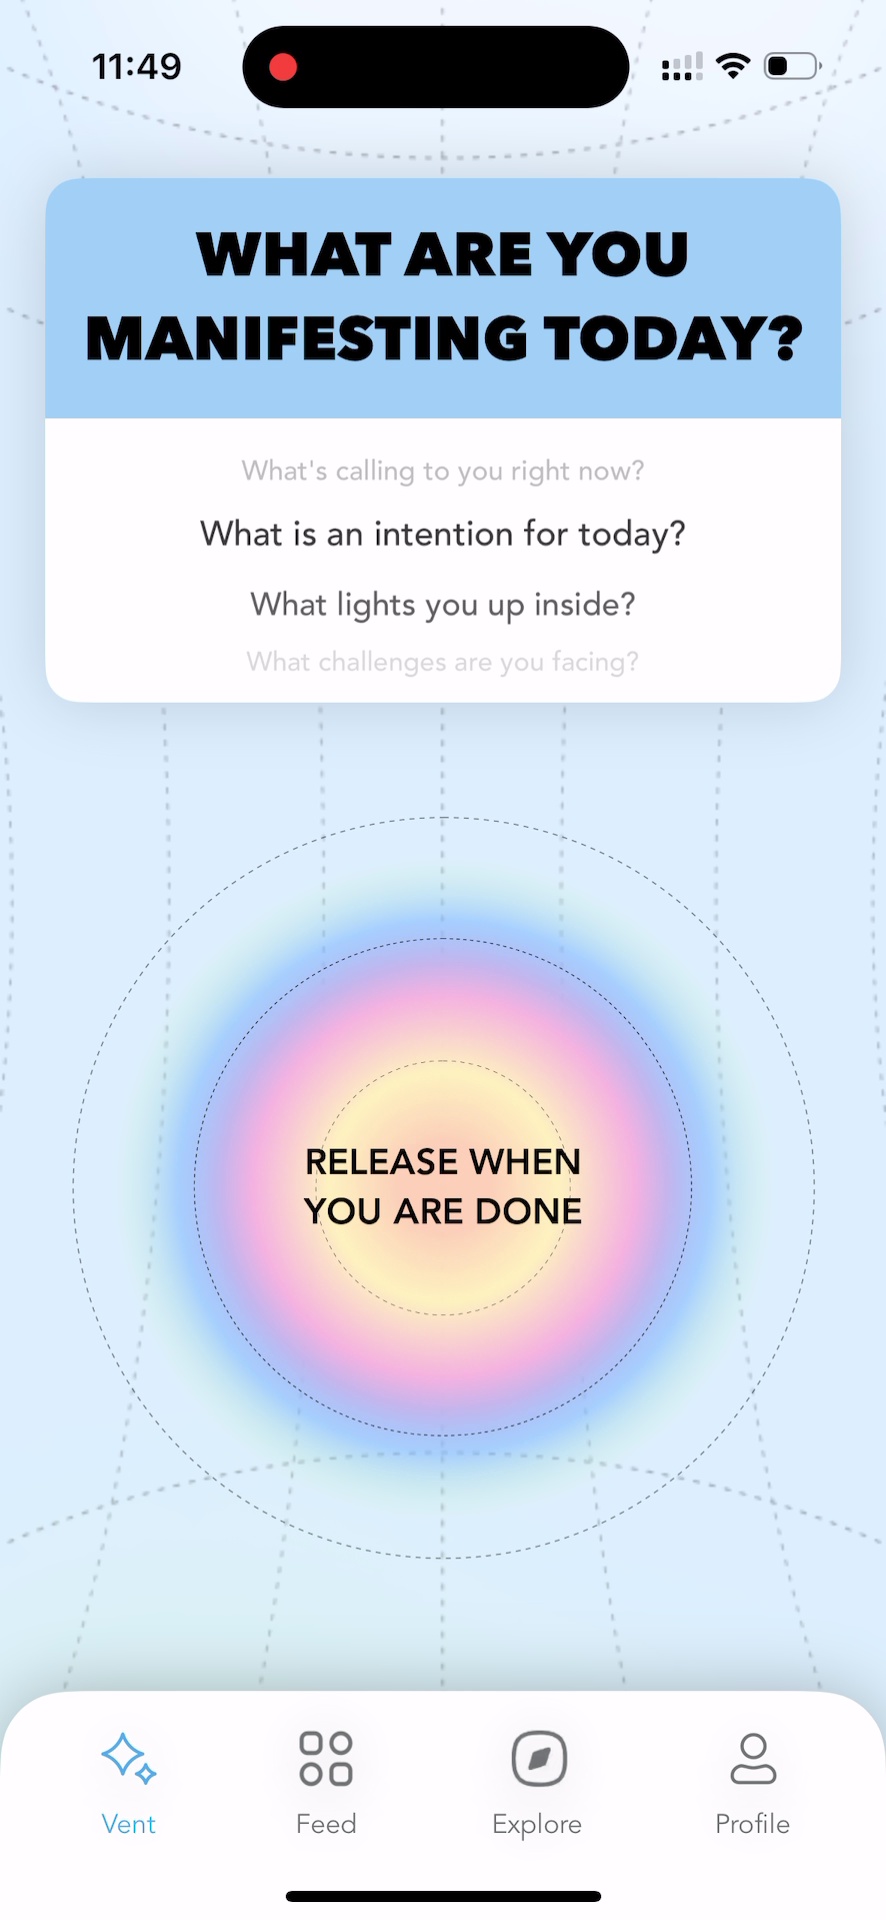 11:49
WHAT ARE YOU
MANIFESTING TODAY?
What's calling to you right now?
What is an intention for today?
What lights you up inside?
What challenges are you facing?
RELEASE WHEN
YOU ARE DONE
Vent
Feed
Explore
Profile